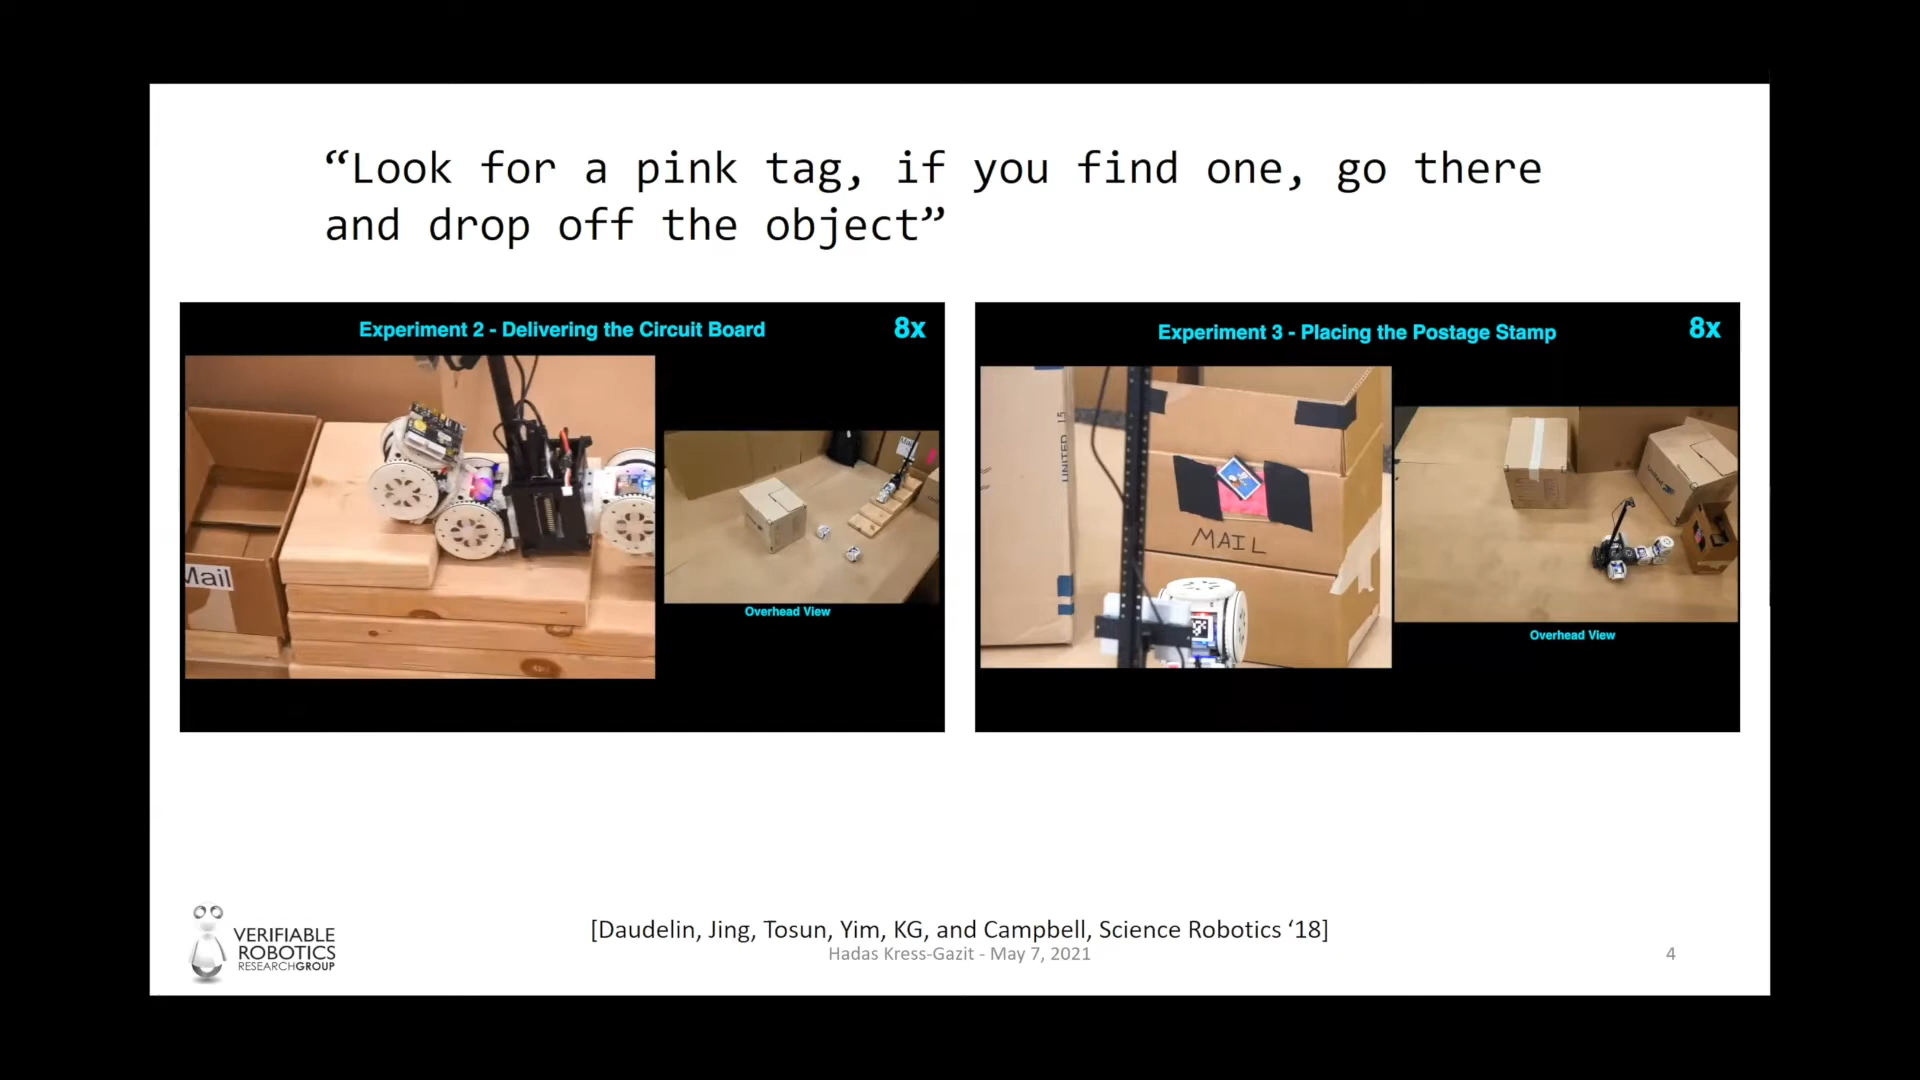 “Look for a pink tag, if you find one, go there
and drop off the object”
Experiment 2 - Delivering the Circuit Board
8x
Mail
Mail
Overhead View
Experiment 3 - Placing the Postage Stamp
8x
UNITED
MAIL
Overhead View
[Daudelin, Jing, Tosun, Yim, KG, and Campbell, Science Robotics ‘18]
VERIFIABLE
ROBOTICS
RESEARCHGROUP
Hadas Kress-Gazit - May 7, 2021
4